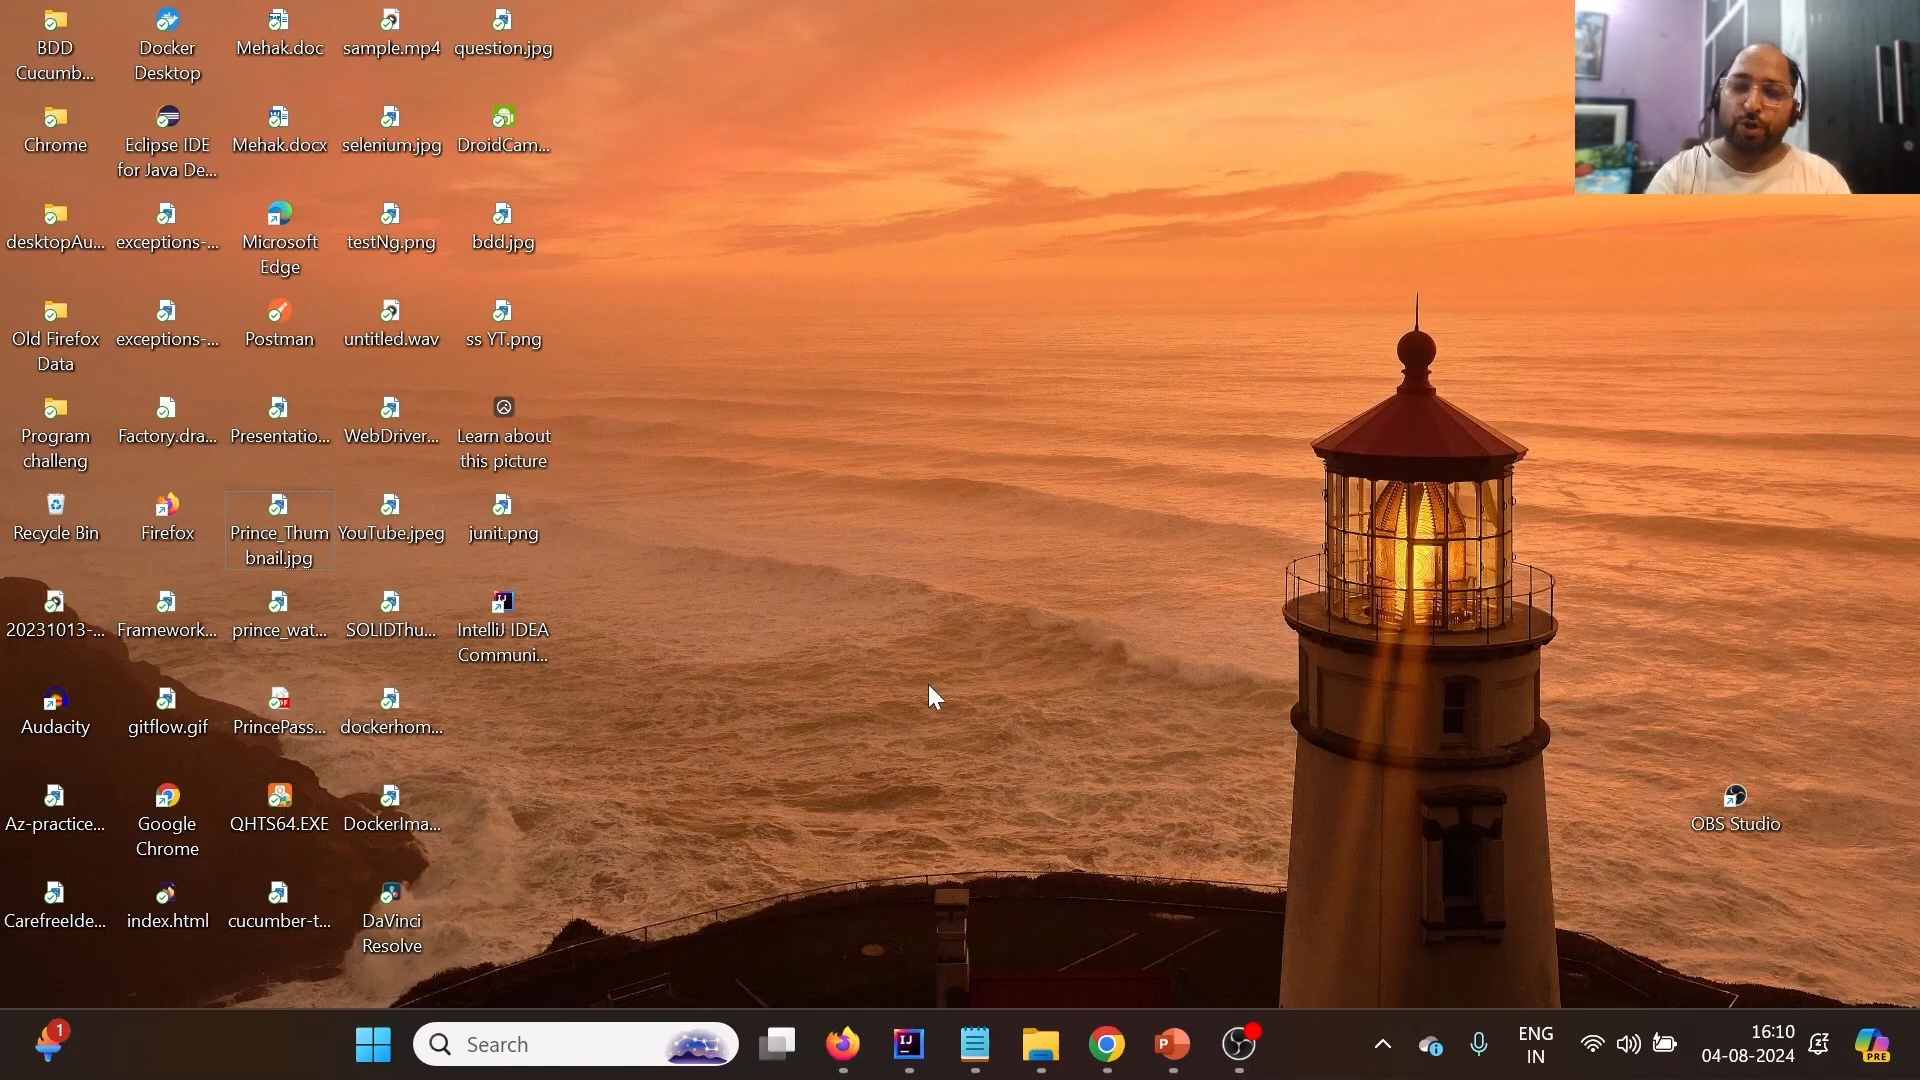 BDD
Cucumb...
Docker
Desktop
Mehak.doc
sample.mp4
question.jpg
Chrome
Eclipse IDE
for Java De...
Mehak.docx
selenium.jpg
DroidCam...
desktopAu...
exceptions-...
Microsoft
Edge
testNg.png
bdd.jpg
Old Firefox
Data
exceptions-...
Postman
untitled.wav
ss YT.png
Program
challeng
Factory.dra...
Presentatio...
WebDriver...
Learn about
this picture
Recycle Bin
Firefox
Prince_Thum
bnail.jpg
YouTube.jpeg
junit.png
20231013-...
Framework...
prince_wat...
SOLIDThu...
IntelliJ IDEA
Communi...
Audacity
gitflow.gif
PrincePass...
dockerhom...
Az-practice...
Google
Chrome
QHTS64.EXE
DockerIma...
OBS Studio
CarefreeIde...
index.html
cucumber-t...
DaVinci
Resolve
1
Search
ENG
IN
16:10
04-08-2024
PRE